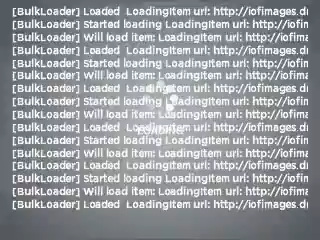 [BulkLoader] Loaded LoadingItem url: http://iofimages.d
[BulkLoader] Started loading LoadingItem url: http://iofi
[BulkLoader] Will load item: LoadingItem url: http://iofima
[BulkLoader] Loaded LoadingItem url: http://iofimages.d
[BulkLoader] Started loading LoadingItem url: http://iofi
[BulkLoader] Will load item: LoadingItem url: http://iofima
[BulkLoader] Loaded LoadingItem url: http://iofimages.d
[BulkLoader] Started loading LoadingItem url: http://iofi
[BulkLoader] Will load item: LoadingItem url: http://iofima
[BulkLoader] Loaded LoadingItem url: http://iofimages.d
[BulkLoader] Started loading LoadingItem url: http://iofi
[BulkLoader] Will load item: LoadingItem url: http://iofima
[BulkLoader] Loaded LoadingItem url: http://iofimages.d
[BulkLoader] Started loading LoadingItem url: http://iofi
[BulkLoader] Will load item: LoadingItem url: http://iofima
[BulkLoader] Loaded LoadingItem url: http://iofimages.d